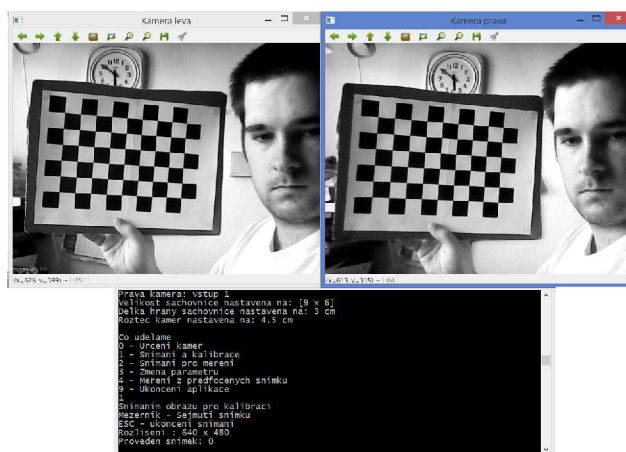 Kamera leva
Kamera prava
Prava kamera: vstup 1
Velikost sachovnice nastavena na: [9 x 6]
Delka hrany sachovnice nastavena na: 3 cm
Roztec kamer nastavena na: 4.5 cm
Co udelame
0 - Urceni kamer
1 - Snimani a kalibrace
2 - Snimani pro mereni
3 - Zmena parametru
4 - Mereni z predfocenych snimku
9 - Ukonceni aplikace
1
Snimanim obrazu pro kalibraci
Mezernik - Sejmuti snimku
ESC - ukonceni snimani
Rozliseni : 640 x 480
Proveden snimek: 0